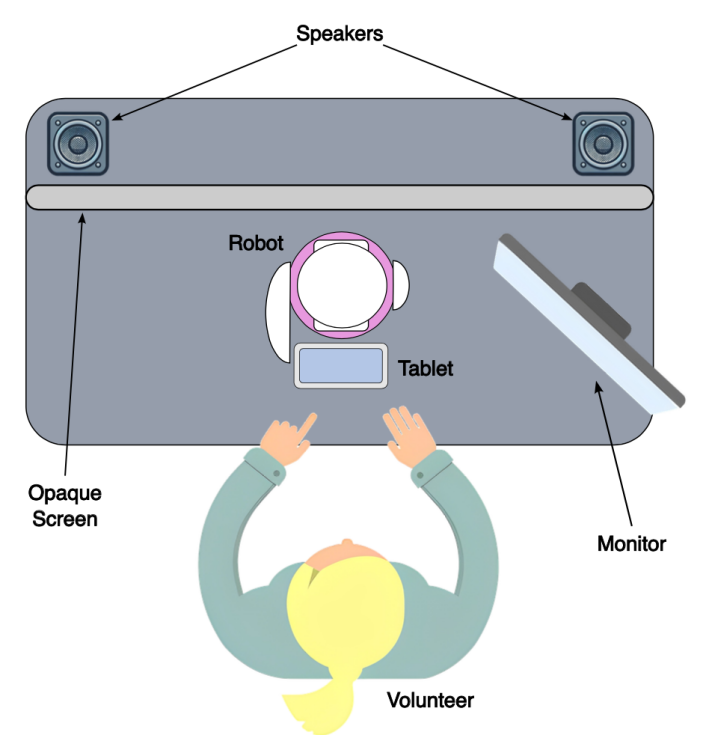 Speakers
Robot
Tablet
Opaque
Screen
Monitor
Volunteer